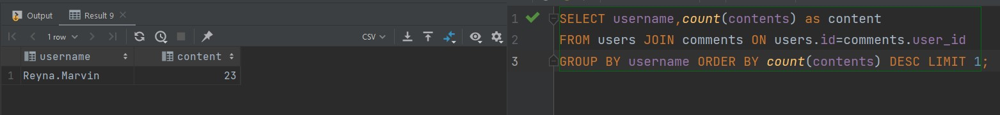 Output
Result 9
1 row
CSV
username
content
1
Reyna.Marvin
23
1
SELECT username,count(contents) as content
2
FROM users JOIN comments ON users.id=comments.user_id
3
GROUP BY username ORDER BY count(contents) DESC LIMIT 1;